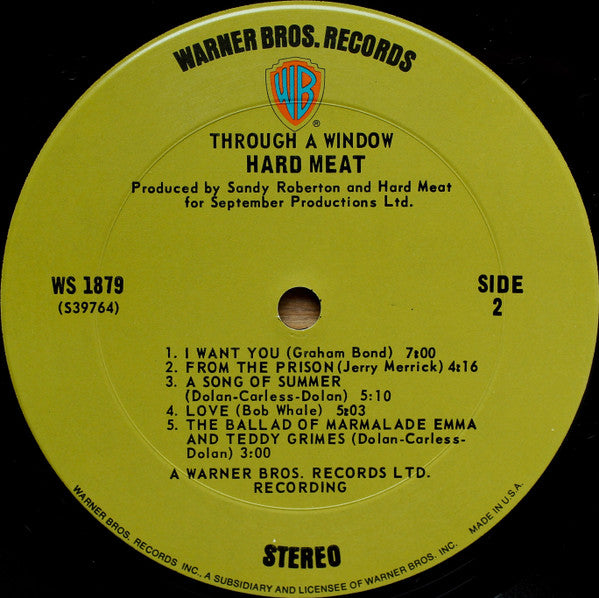 WARNER BROS. RECORDS
WB
®
THROUGH A WINDOW
HARD MEAT
Produced by Sandy Roberton and Hard Meat
for September Productions Ltd.
WS 1879
(S39764)
SIDE
2
1. I WANT YOU (Graham Bond) 7:00
2. FROM THE PRISON (Jerry Merrick) 4:16
3. A SONG OF SUMMER
(Dolan-Carless-Dolan) 5:10
4. LOVE (Bob Whale) 5:03
5. THE BALLAD OF MARMALADE EMMA
AND TEDDY GRIMES (Dolan-Carless-
Dolan) 3:00
A WARNER BROS. RECORDS LTD.
RECORDING
STEREO
WARNER BROS. RECORDS INC., A SUBSIDIARY AND LICENSEE OF WARNER BROS. INC. MADE IN U.S.A.